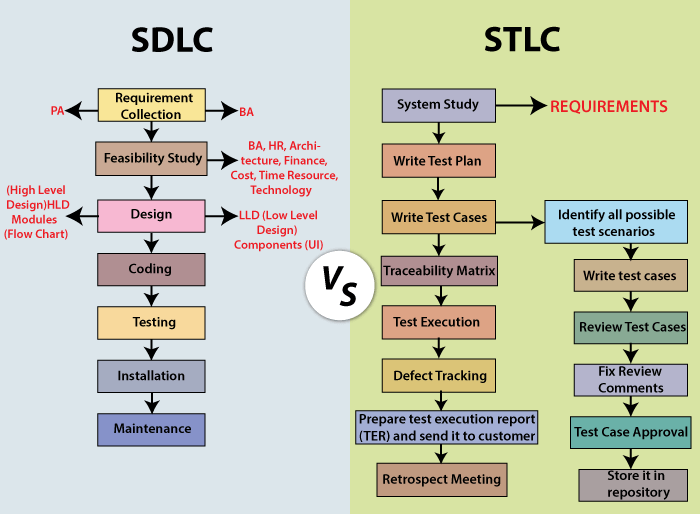 SDLC
Requirement
Collection
PA
BA
Feasibility Study
BA, HR, Archi-
tecture, Finance,
Cost, Time Resource,
Technology
(High Level
Design)HLD
Modules
(Flow Chart)
Design
LLD (Low Level
Design)
Components (UI)
Coding
Testing
Installation
Maintenance
VS
STLC
System Study
REQUIREMENTS
Write Test Plan
Write Test Cases
Traceability Matrix
Test Execution
Defect Tracking
Prepare test execution report
(TER) and send it to customer
Retrospect Meeting
Identify all possible
test scenarios
Write test cases
Review Test Cases
Fix Review
Comments
Test Case Approval
Store it in
repository